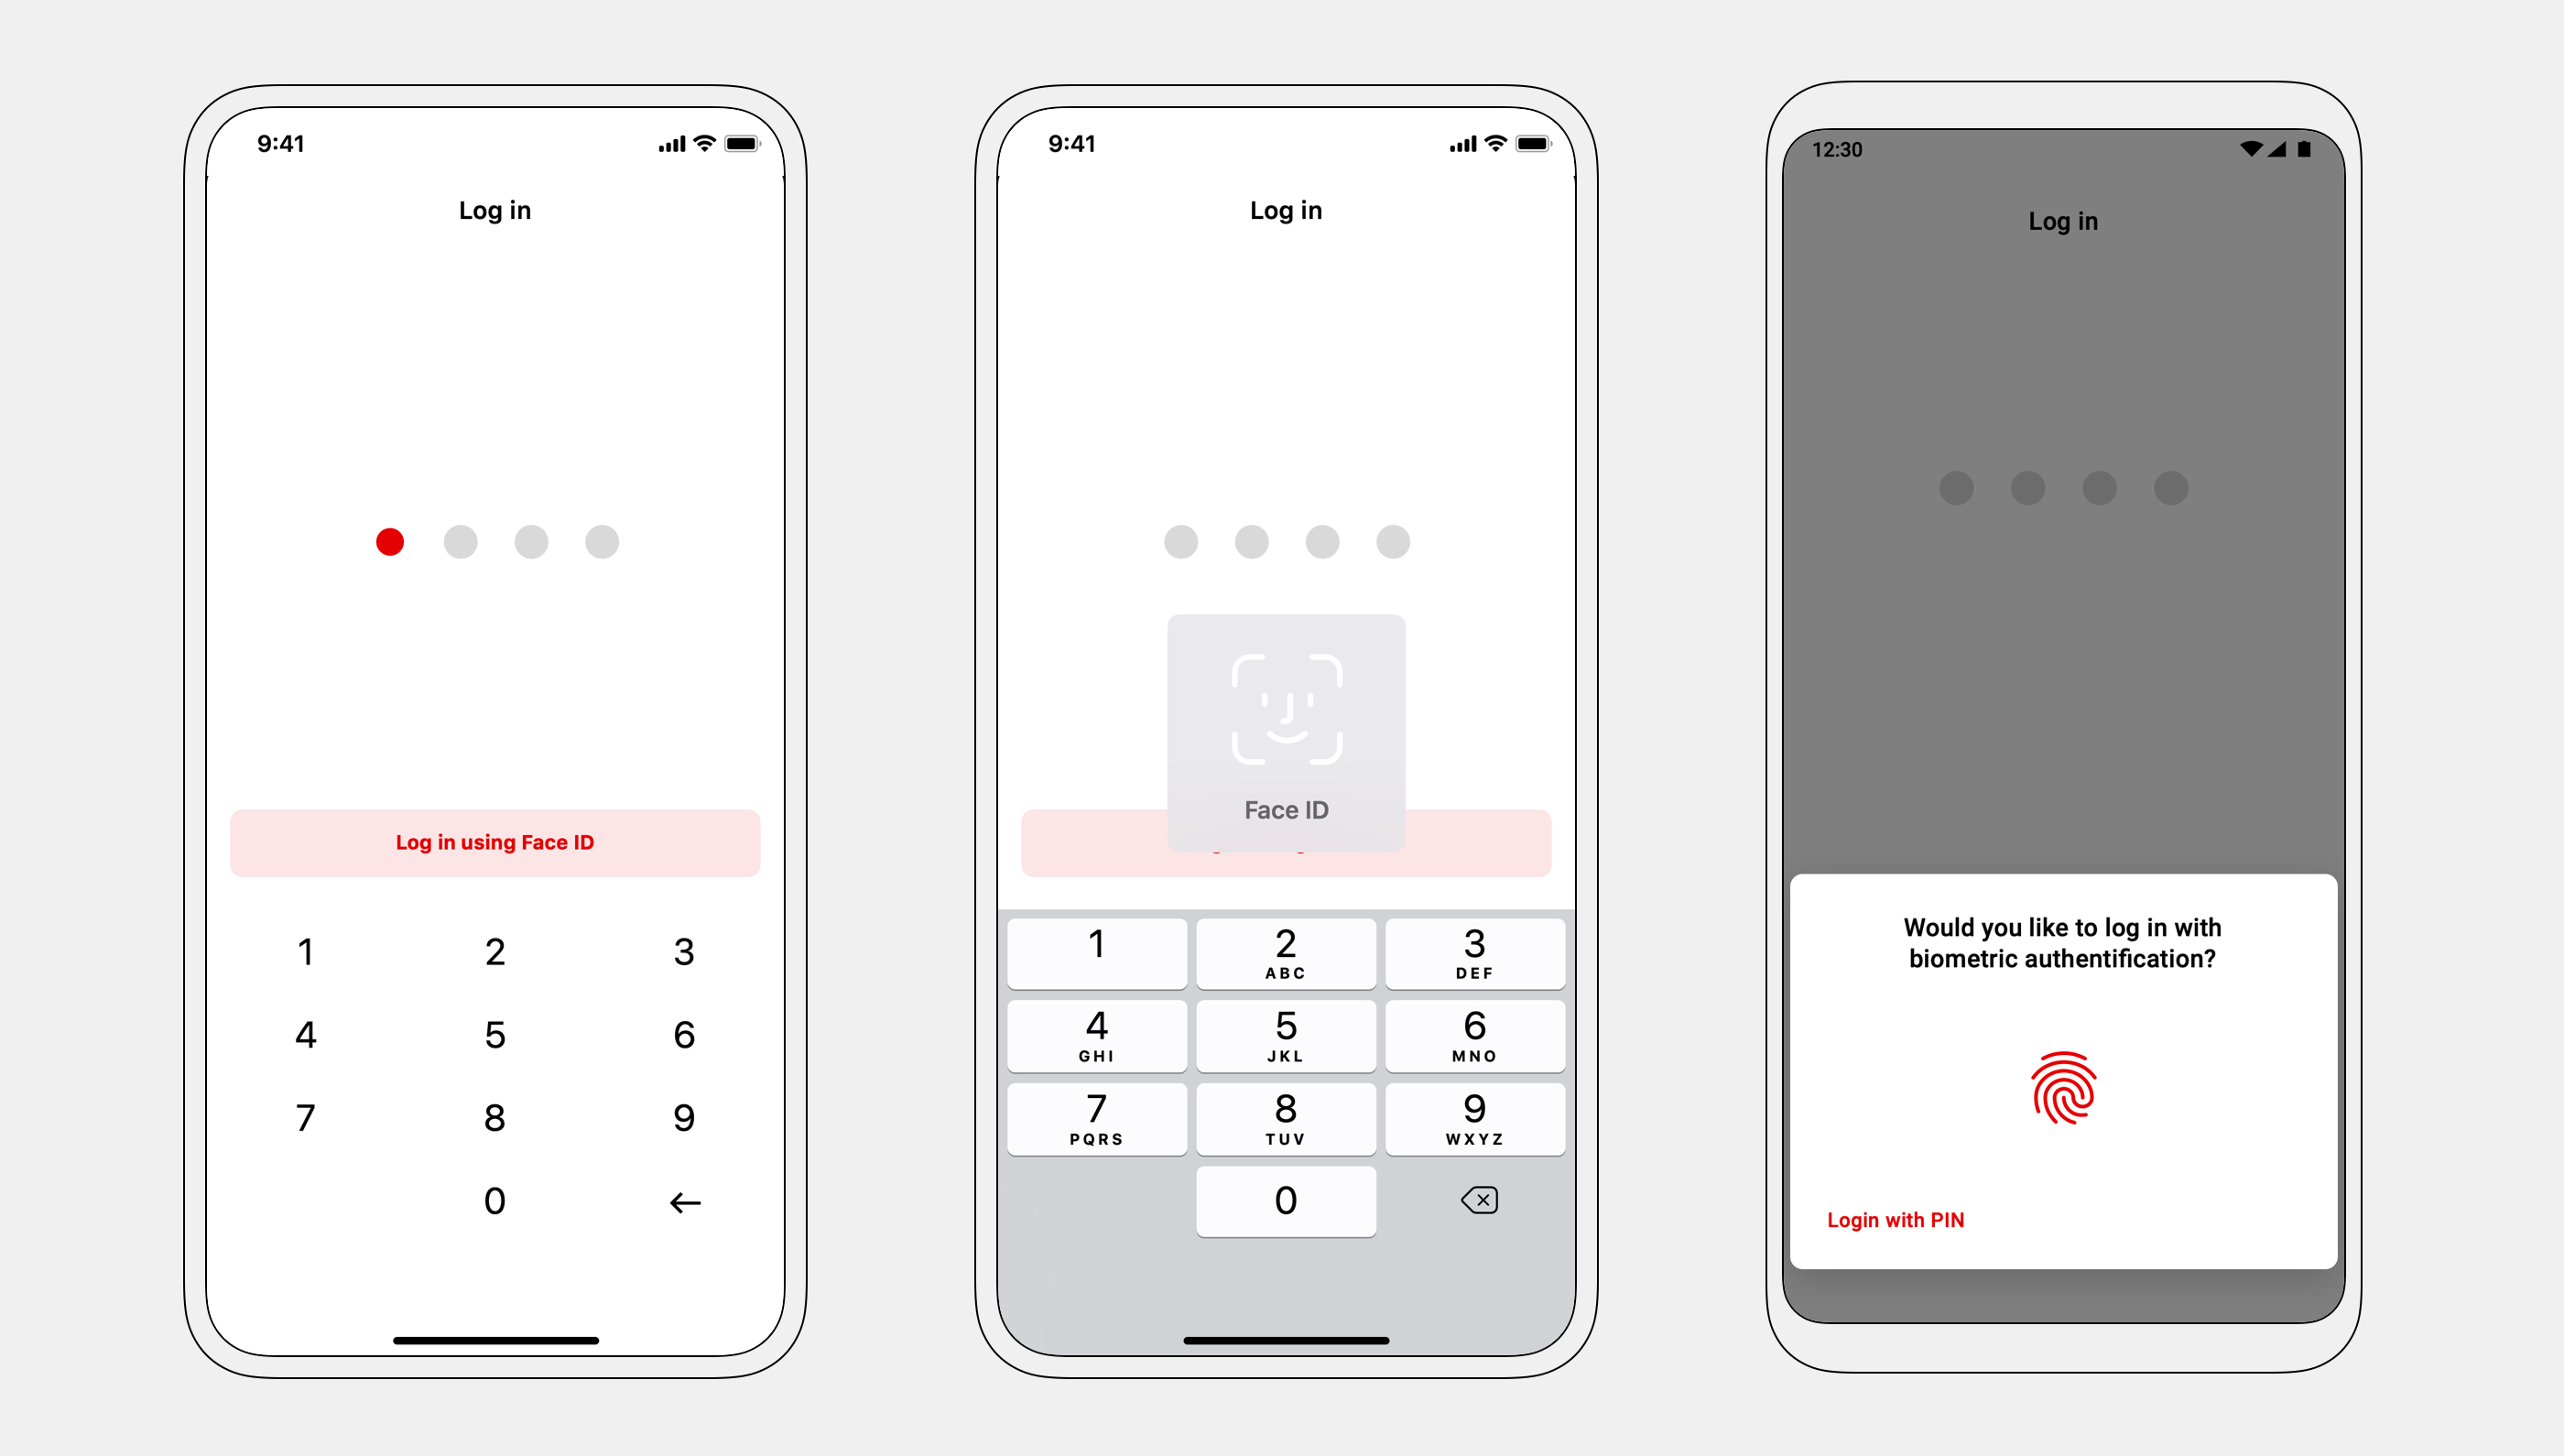 9:41
Log in
Log in using Face ID
1 2 3
4 5 6
7 8 9
0
9:41
Log in
Face ID
1 2 3
ABC DEF
4 5 6
GHI JKL MNO
7 8 9
PQRS TUV WXYZ
0
12:30
Log in
Would you like to log in with
biometric authentification?
Login with PIN